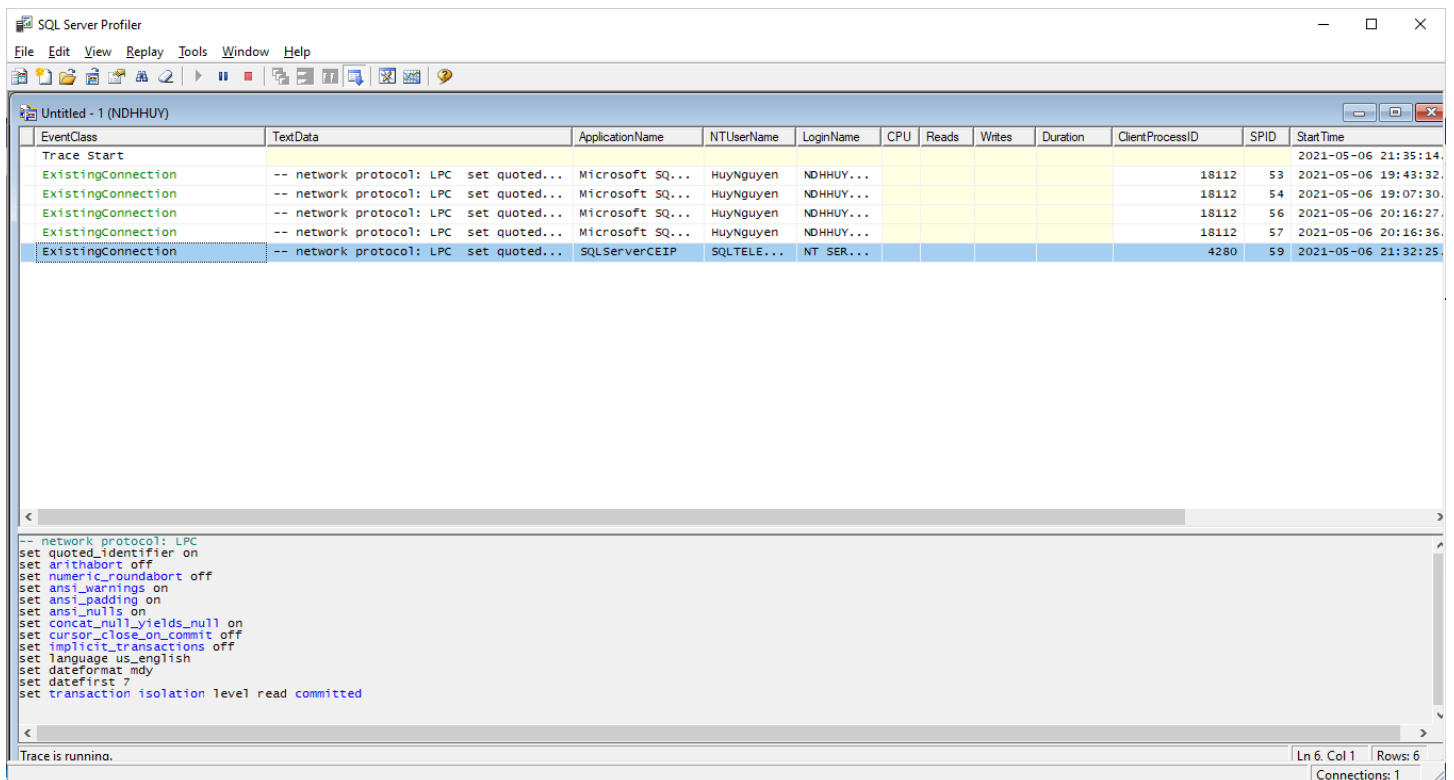 SQL Server Profiler
File Edit View Replay Tools Window Help
Untitled - 1 (NDHHUY)
EventClass TextData ApplicationName NTUserName LoginName CPU Reads Writes Duration ClientProcessID SPID StartTime
Trace Start 2021-05-06 21:35:14.
ExistingConnection -- network protocol: LPC set quoted... Microsoft SQ... HuyNguyen NDHHUY... 18112 53 2021-05-06 19:43:32.
ExistingConnection -- network protocol: LPC set quoted... Microsoft SQ... HuyNguyen NDHHUY... 18112 54 2021-05-06 19:07:30.
ExistingConnection -- network protocol: LPC set quoted... Microsoft SQ... HuyNguyen NDHHUY... 18112 56 2021-05-06 20:16:27.
ExistingConnection -- network protocol: LPC set quoted... Microsoft SQ... HuyNguyen NDHHUY... 18112 57 2021-05-06 20:16:36.
ExistingConnection -- network protocol: LPC set quoted... SQLServerCEIP SQLTELE... NT SER... 4280 59 2021-05-06 21:32:25.
-- network protocol: LPC
set quoted_identifier on
set arithabort off
set numeric_roundabort off
set ansi_warnings on
set ansi_padding on
set ansi_nulls on
set concat_null_yields_null on
set cursor_close_on_commit off
set implicit_transactions off
set language us_english
set dateformat mdy
set datefirst 7
set transaction isolation level read committed
Trace is running. Ln 6, Col 1 Rows: 6
Connections: 1